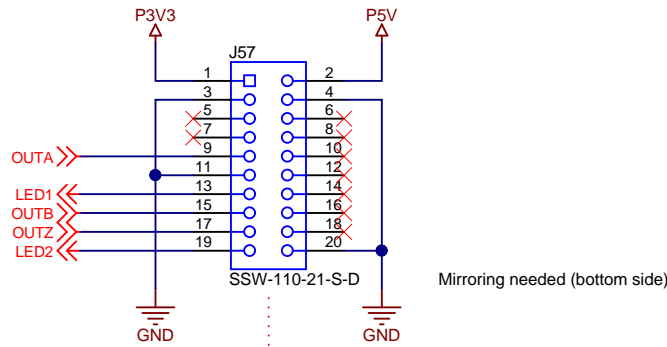 P3V3 P5V
J57
1 2
3 4
5 6
7 8
OUTA 9 10
11 12
LED1 13 14
OUTB 15 16
OUTZ 17 18
LED2 19 20
SSW-110-21-S-D Mirroring needed (bottom side)
GND GND